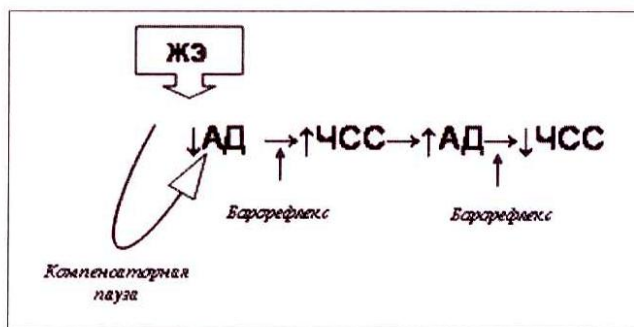 ЖЭ
↓АД →↑ЧСС→↑АД→↓ЧСС
Барорефлекс
Барорефлекс
Компенсаторная
пауза